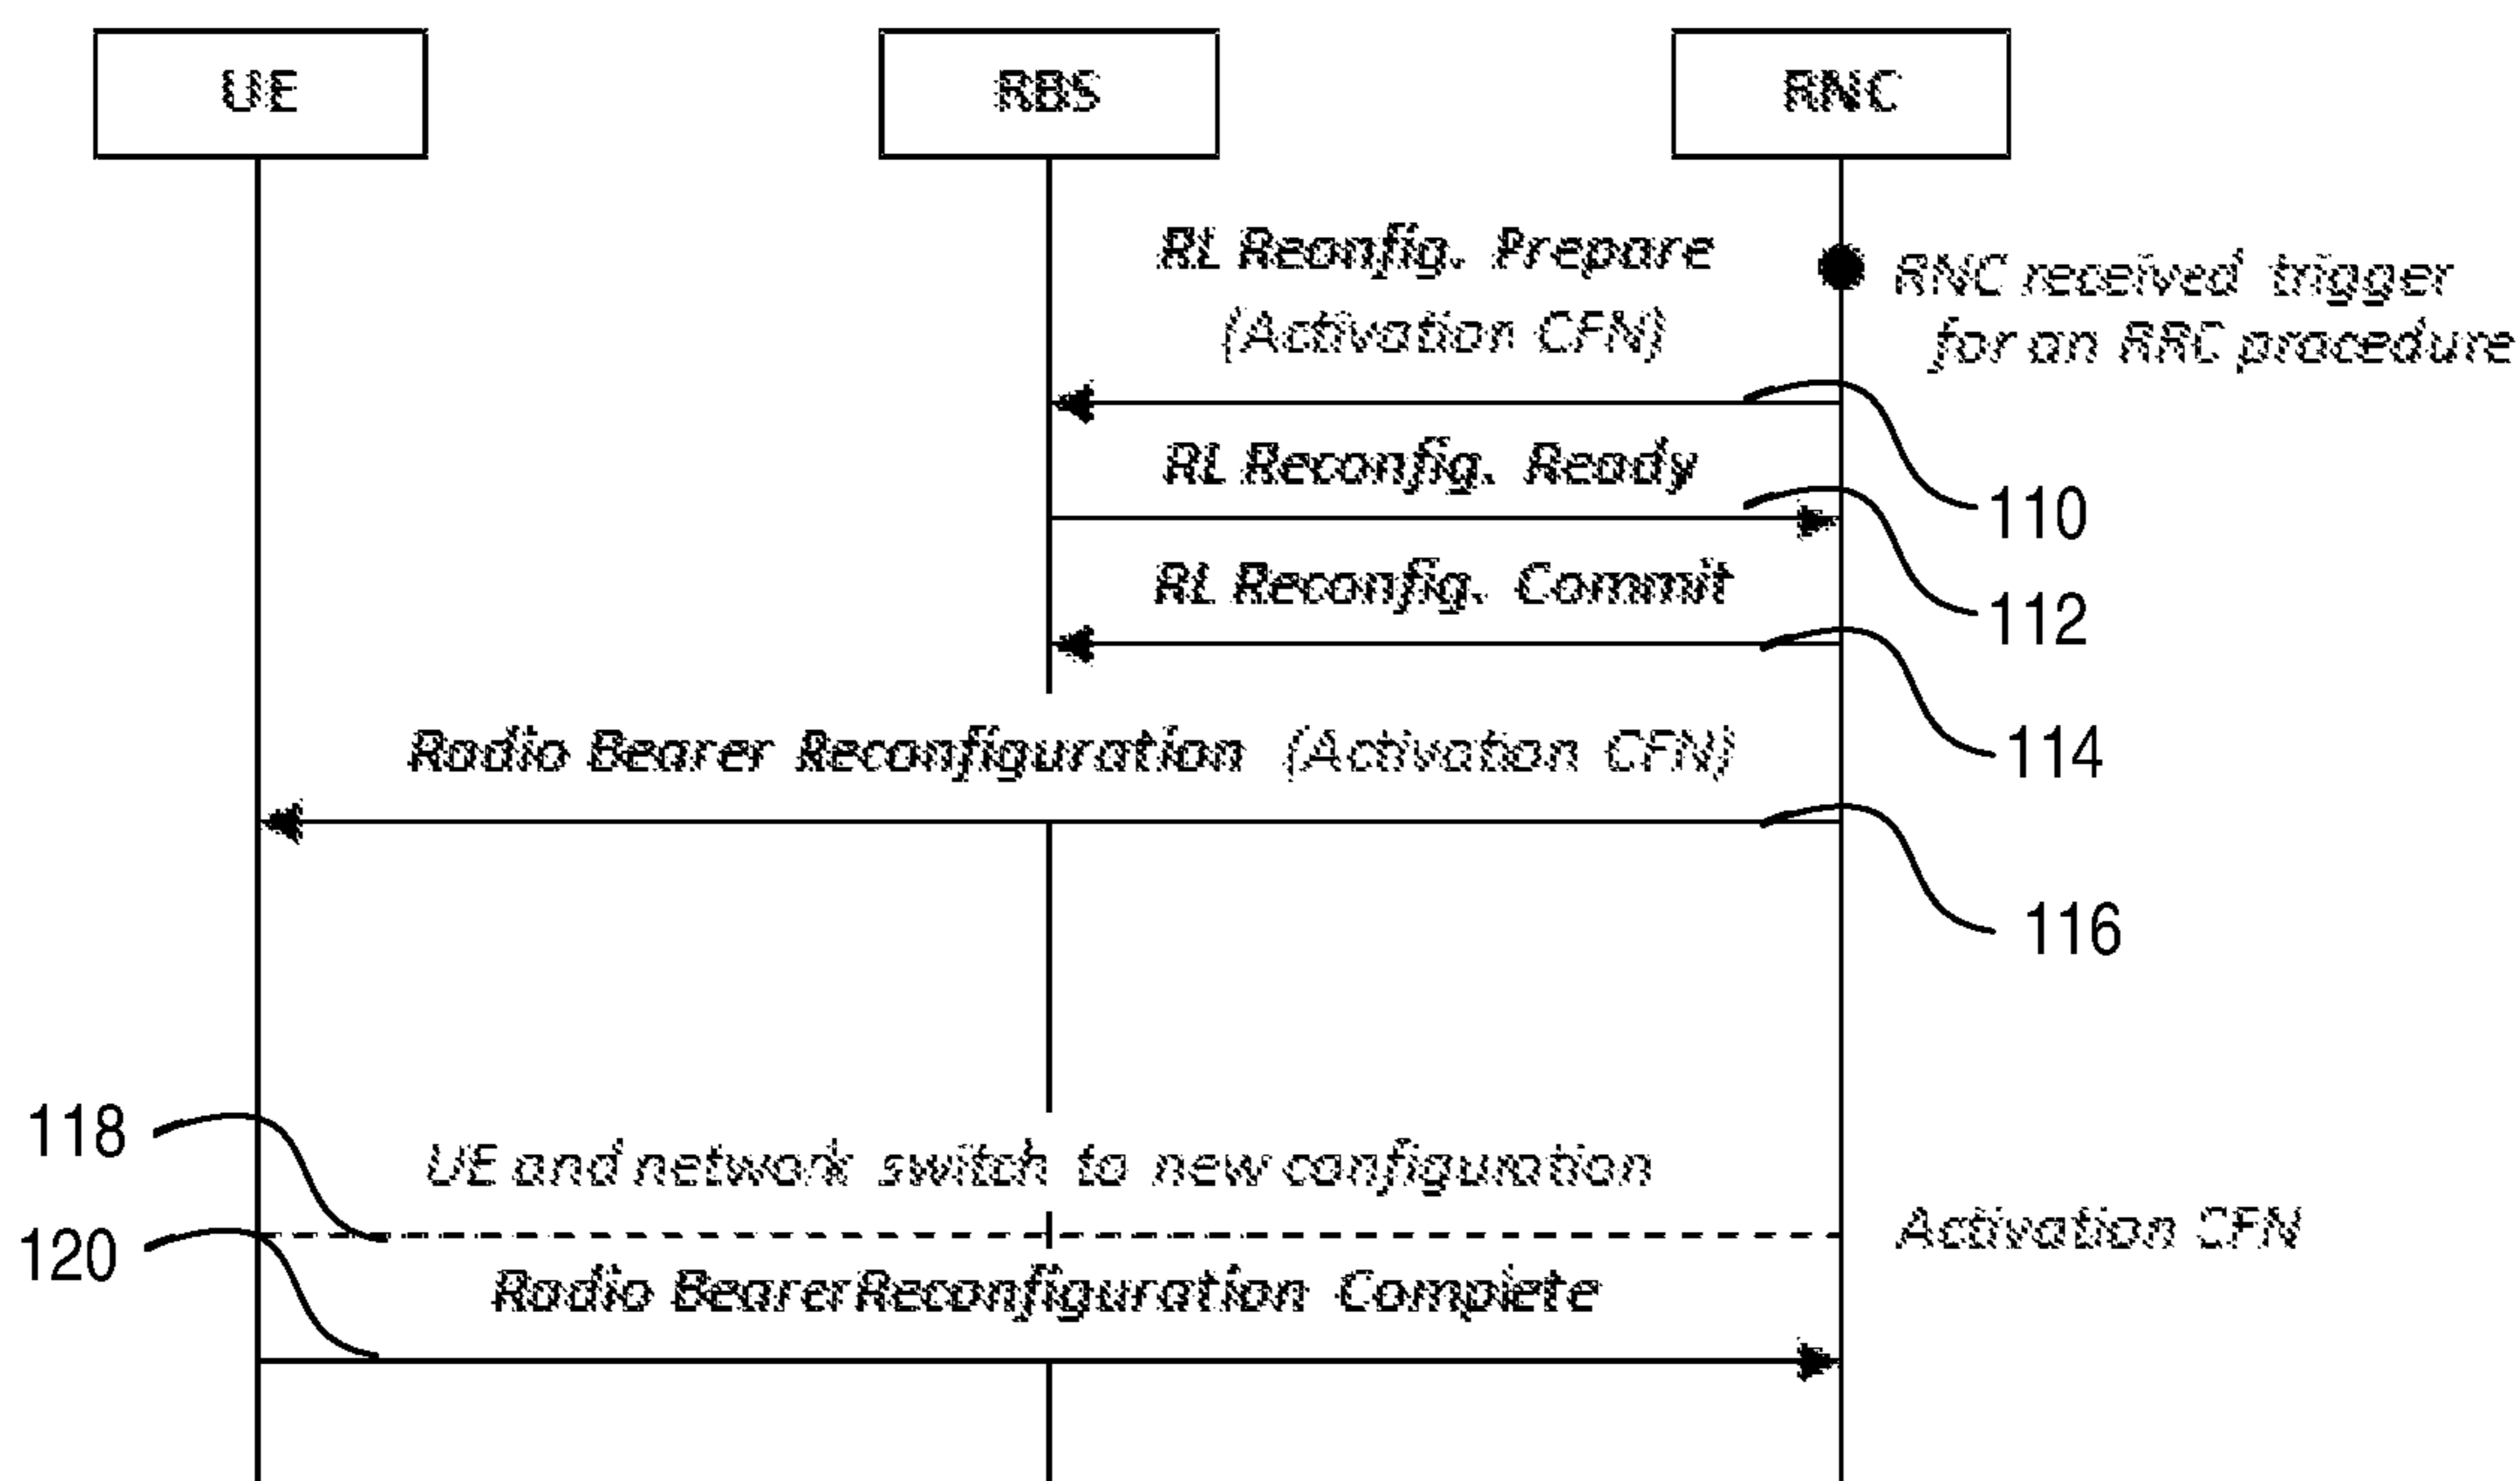 UE
RBS
RNC
RL Reconfig. Prepare
(Activation CFN)
RNC received trigger
for an RRC procedure
RL Reconfig. Ready
110
RL Reconfig. Commit
112
Radio Bearer Reconfiguration (Activation CFN)
114
116
118
UE and network switch to new configuration
120
Activation CFN
Radio Bearer Reconfiguration Complete